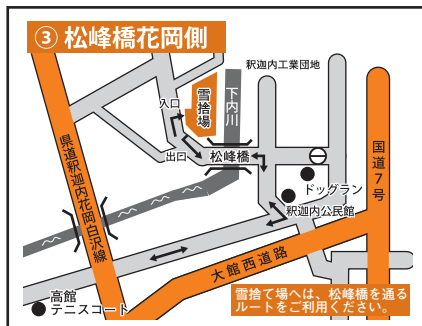 ③ 松峰橋花岡側
釈迦内工業団地
入口
雪捨場
下内川
出口
松峰橋
国道7号
県道釈迦内花岡白沢線
ドッグラン
釈迦内公民館
大館西道路
高館
テニスコート
雪捨て場へは、松峰橋を通る
ルートをご利用ください。